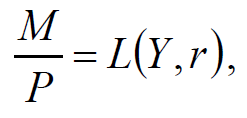 M/P = L(Y, r),